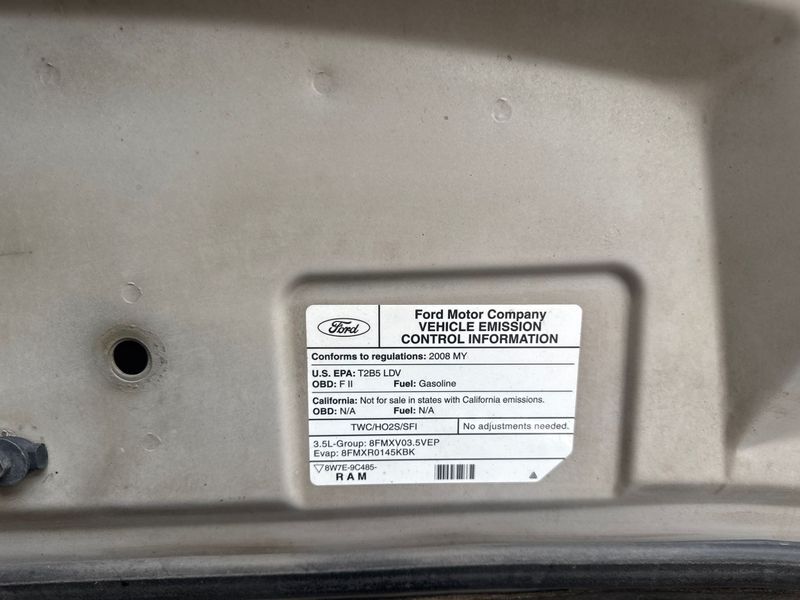 Ford
Ford Motor Company
VEHICLE EMISSION
CONTROL INFORMATION
Conforms to regulations: 2008 MY
U.S. EPA: T2B5 LDV
OBD: F II Fuel: Gasoline
California: Not for sale in states with California emissions.
OBD: N/A Fuel: N/A
TWC/HO2S/SFI No adjustments needed.
3.5L-Group: 8FMXV03.5VEP
Evap: 8FMXR0145KBK
8W7E-9C485-
RAM